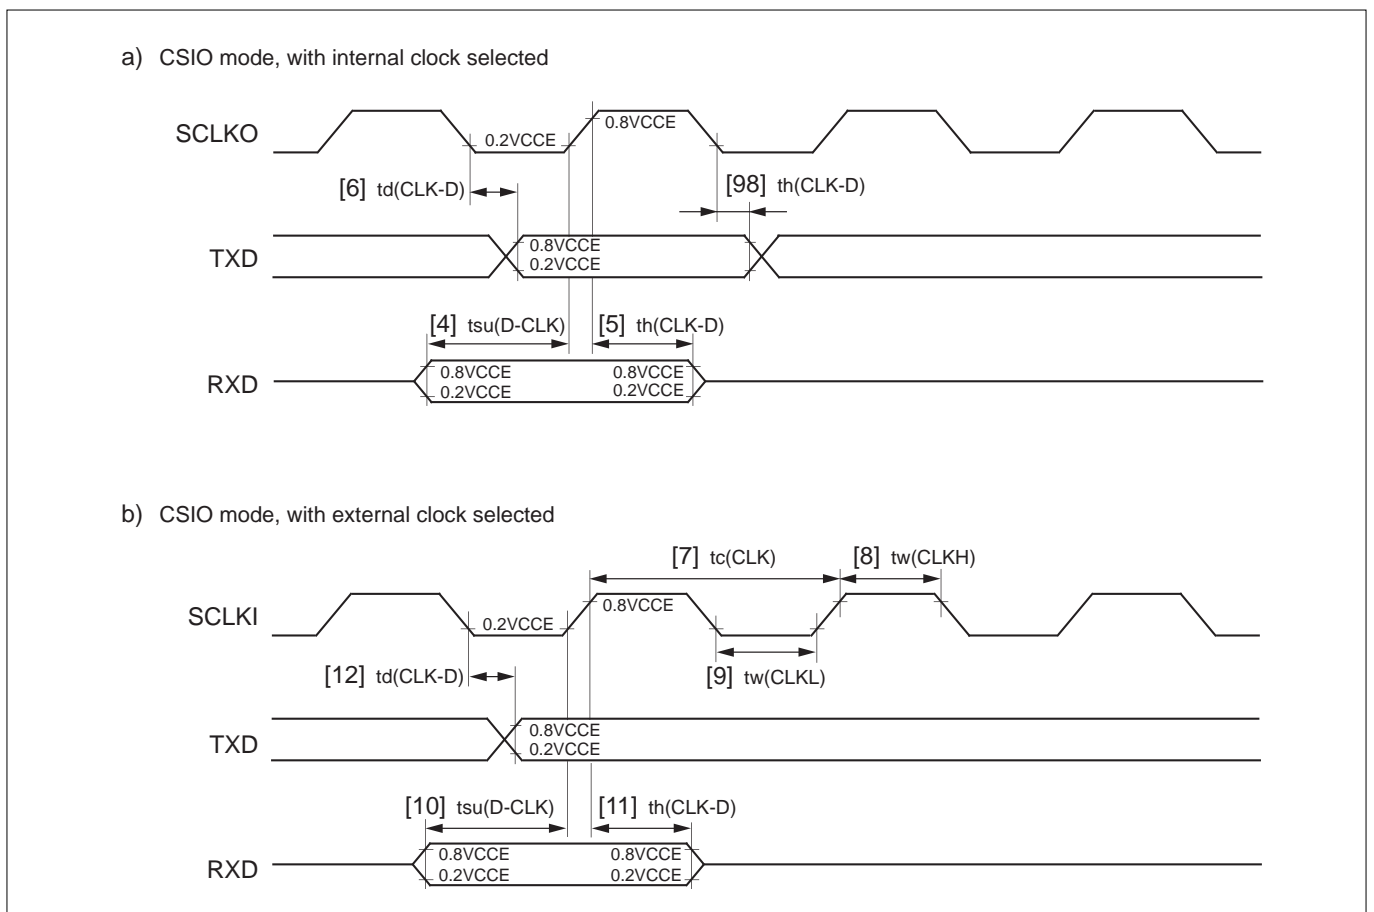 a) CSIO mode, with internal clock selected
SCLKO
0.2VCCE
0.8VCCE
[6] td(CLK-D)
[98] th(CLK-D)
TXD
0.8VCCE
0.2VCCE
[4] tsu(D-CLK)
[5] th(CLK-D)
RXD
0.8VCCE
0.2VCCE
0.8VCCE
0.2VCCE
b) CSIO mode, with external clock selected
[7] tc(CLK)
[8] tw(CLKH)
SCLKI
0.2VCCE
0.8VCCE
[12] td(CLK-D)
[9] tw(CLKL)
TXD
0.8VCCE
0.2VCCE
[10] tsu(D-CLK)
[11] th(CLK-D)
RXD
0.8VCCE
0.2VCCE
0.8VCCE
0.2VCCE